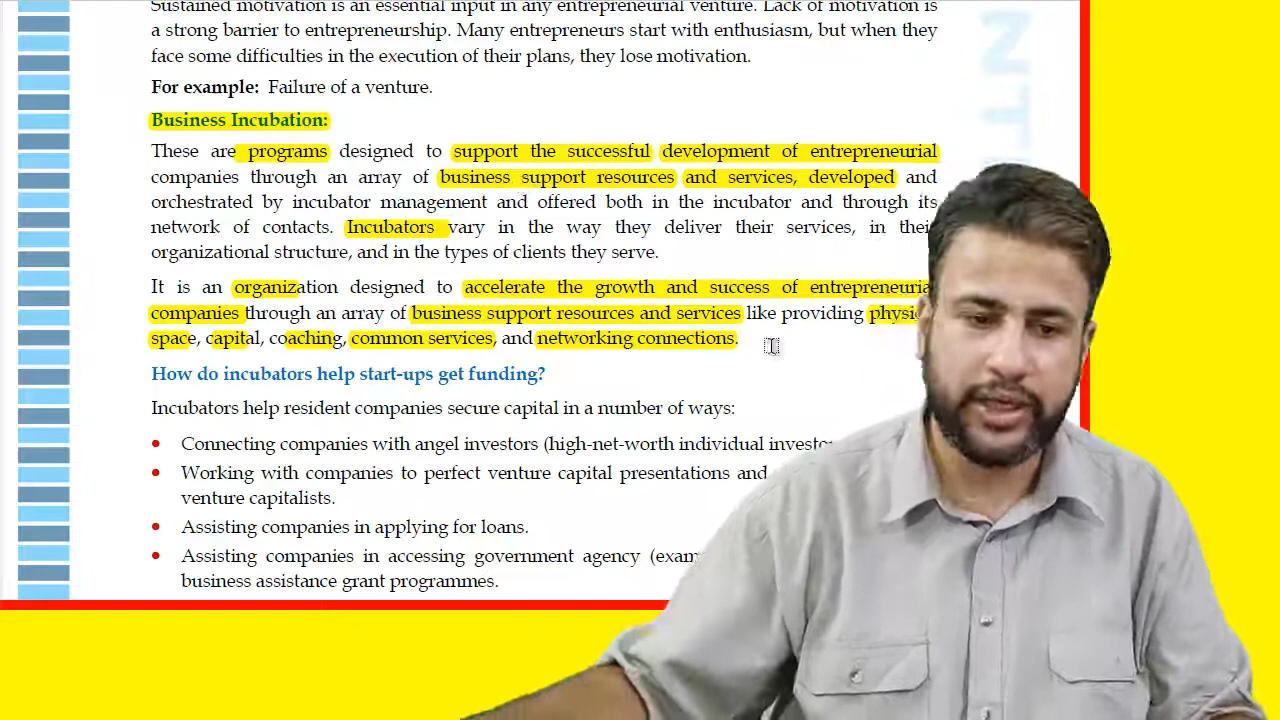 Sustained motivation is an essential input in any entrepreneurial venture. Lack of motivation is
a strong barrier to entrepreneurship. Many entrepreneurs start with enthusiasm, but when they
face some difficulties in the execution of their plans, they lose motivation.
For example: Failure of a venture.
Business Incubation:
These are programs designed to support the successful development of entrepreneurial
companies through an array of business support resources and services, developed and
orchestrated by incubator management and offered both in the incubator and through its
network of contacts. Incubators vary in the way they deliver their services, in thei
organizational structure, and in the types of clients they serve.
It is an organization designed to accelerate the growth and success of entrepreneuria
companies through an array of business support resources and services like providing physic
space, capital, coaching, common services, and networking connections.
How do incubators help start-ups get funding?
Incubators help resident companies secure capital in a number of ways:
• Connecting companies with angel investors (high-net-worth individual investo
• Working with companies to perfect venture capital presentations and
venture capitalists.
• Assisting companies in applying for loans.
• Assisting companies in accessing government agency (exam
business assistance grant programmes.
NT